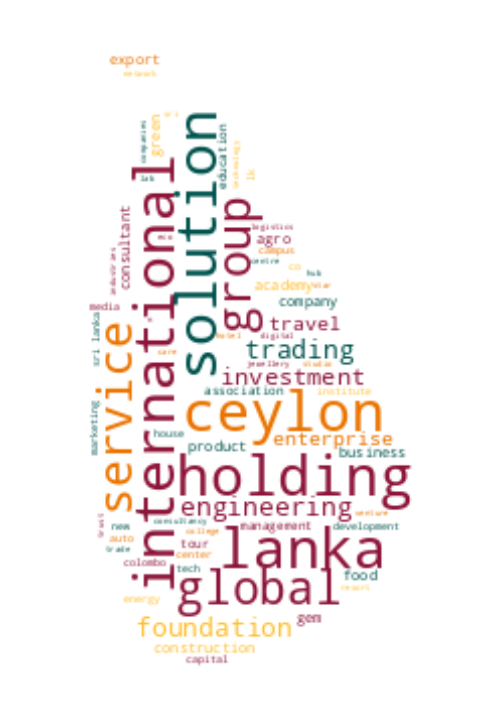 export
network
green
companies
lab
solution
education
technology
lk
international
group
logistics
agro
campus
centre
co
hub
academy
star
company
consultant
industries
eco
media
sri lanka
travel
digital
hotel
trading
jewellery
studio
care
investment
association
institute
service
ceylon
marketing
house
enterprise
product
business
holding
engineering
venture
trust
new
consultancy
management
development
auto
college
trade
tour
lanka
center
colombo
tech
food
global
resort
energy
gem
foundation
construction
capital